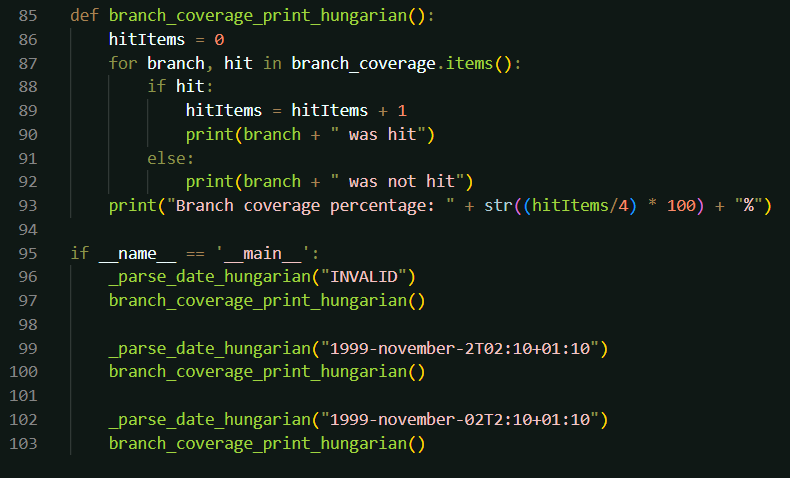 85 def branch_coverage_print_hungarian():
86     hitItems = 0
87     for branch, hit in branch_coverage.items():
88         if hit:
89             hitItems = hitItems + 1
90             print(branch + " was hit")
91         else:
92             print(branch + " was not hit")
93     print("Branch coverage percentage: " + str((hitItems/4) * 100) + "%")
94
95 if __name__ == '__main__':
96     _parse_date_hungarian("INVALID")
97     branch_coverage_print_hungarian()
98
99     _parse_date_hungarian("1999-november-2T02:10+01:10")
100     branch_coverage_print_hungarian()
101
102     _parse_date_hungarian("1999-november-02T2:10+01:10")
103     branch_coverage_print_hungarian()